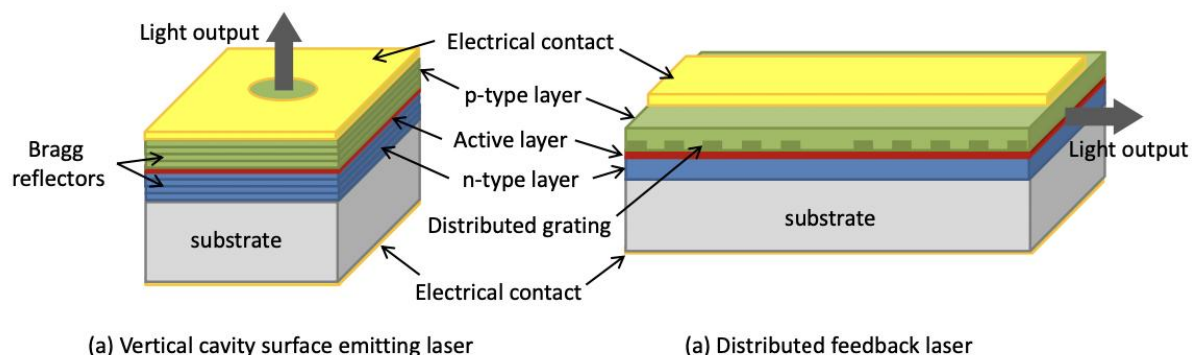 Light output
Electrical contact
p-type layer
Active layer
n-type layer
Bragg
reflectors
Light output
Distributed grating
substrate
substrate
Electrical contact
(a) Vertical cavity surface emitting laser
(a) Distributed feedback laser